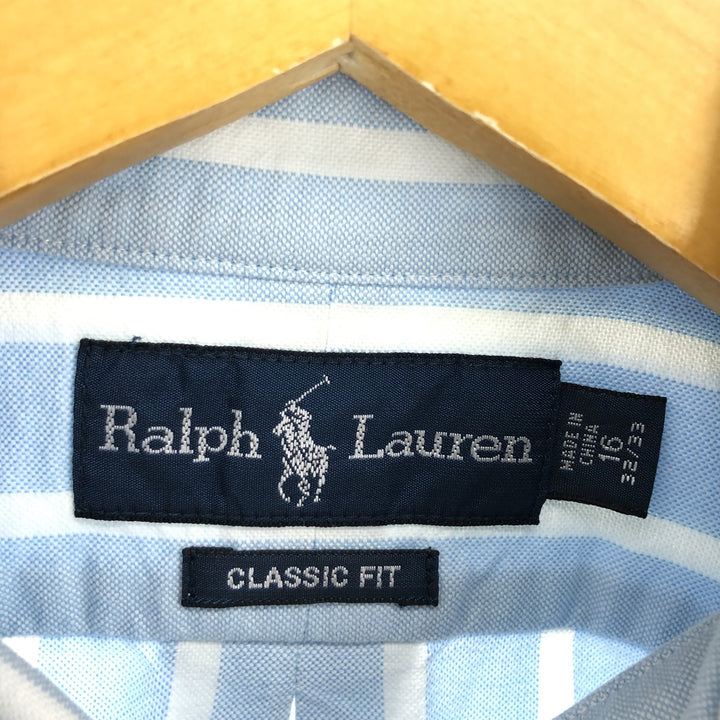 Ralph Lauren
MADE IN
CHINA
16
32/33
CLASSIC FIT